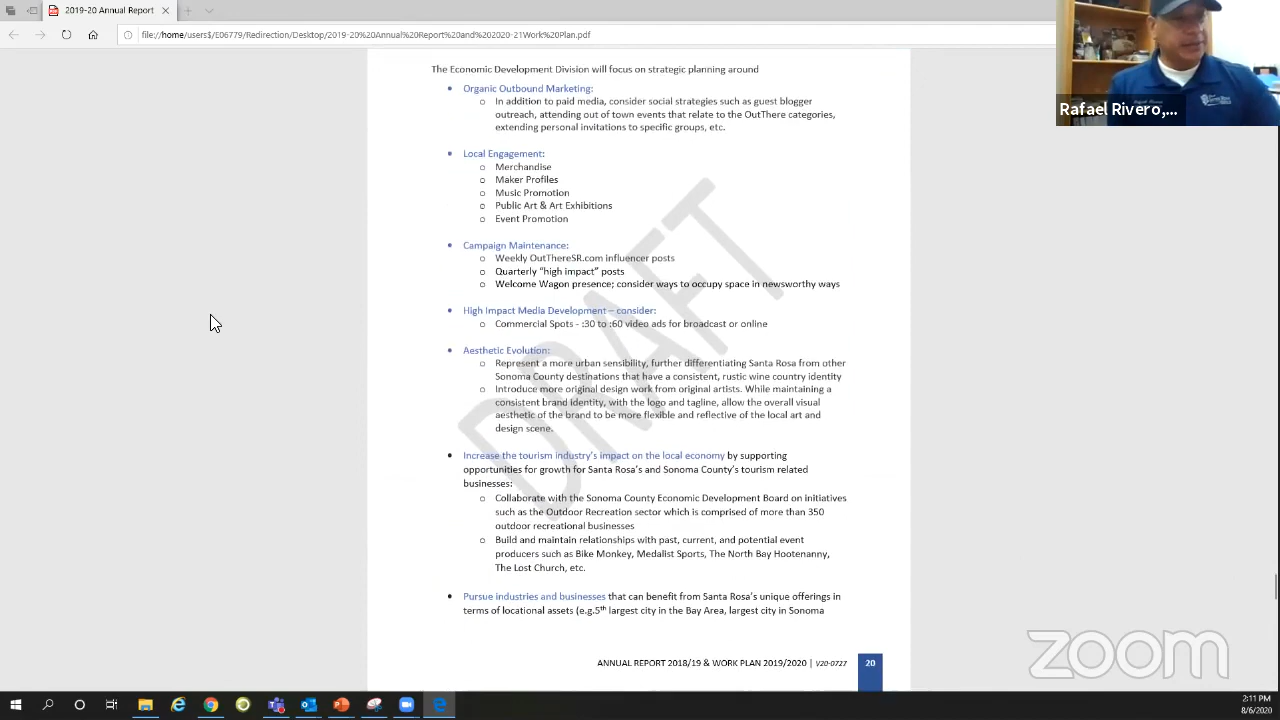 2019-20 Annual Report
file://home/users$/E06779/Redirection/Desktop/2019-20%20Annual%20Report%20and%202020-21Work%20Plan.pdf
Rafael Rivero,...
The Economic Development Division will focus on strategic planning around
• Organic Outbound Marketing:
o In addition to paid media, consider social strategies such as guest blogger
outreach, attending out of town events that relate to the OutThere categories,
extending personal invitations to specific groups, etc.
• Local Engagement:
o Merchandise
o Maker Profiles
o Music Promotion
o Public Art & Art Exhibitions
o Event Promotion
• Campaign Maintenance:
o Weekly OutThereSR.com influencer posts
o Quarterly “high impact” posts
o Welcome Wagon presence; consider ways to occupy space in newsworthy ways
• High Impact Media Development – consider:
o Commercial Spots - :30 to :60 video ads for broadcast or online
• Aesthetic Evolution:
o Represent a more urban sensibility, further differentiating Santa Rosa from other
Sonoma County destinations that have a consistent, rustic wine country identity
o Introduce more original design work from original artists. While maintaining a
consistent brand identity, with the logo and tagline, allow the overall visual
aesthetic of the brand to be more flexible and reflective of the local art and
design scene.
• Increase the tourism industry's impact on the local economy by supporting
opportunities for growth for Santa Rosa's and Sonoma County's tourism related
businesses:
o Collaborate with the Sonoma County Economic Development Board on initiatives
such as the Outdoor Recreation sector which is comprised of more than 350
outdoor recreational businesses
o Build and maintain relationships with past, current, and potential event
producers such as Bike Monkey, Medalist Sports, The North Bay Hootenanny,
The Lost Church, etc.
• Pursue industries and businesses that can benefit from Santa Rosa's unique offerings in
terms of locational assets (e.g.5th largest city in the Bay Area, largest city in Sonoma
DRAFT
ANNUAL REPORT 2018/19 & WORK PLAN 2019/2020 | V20-0727 20
zoom
2:11 PM
8/6/2020